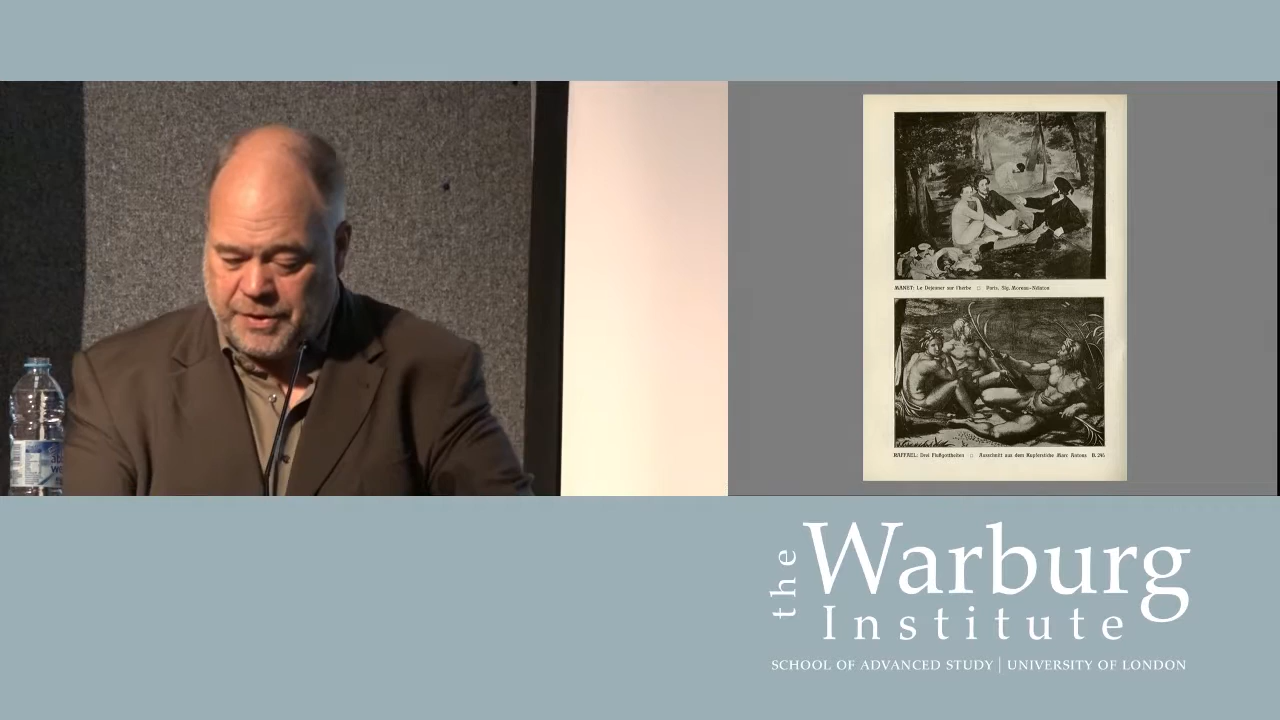 MANET: Le Dejeuner sur l'herbe :: Paris, Slg. Moreau-Nélaton
RAFFAEL: Drei Flußgottheiten :: Ausschnitt aus dem Kupferstiche Marc Antons B. 245
the Warburg
Institute
SCHOOL OF ADVANCED STUDY | UNIVERSITY OF LONDON